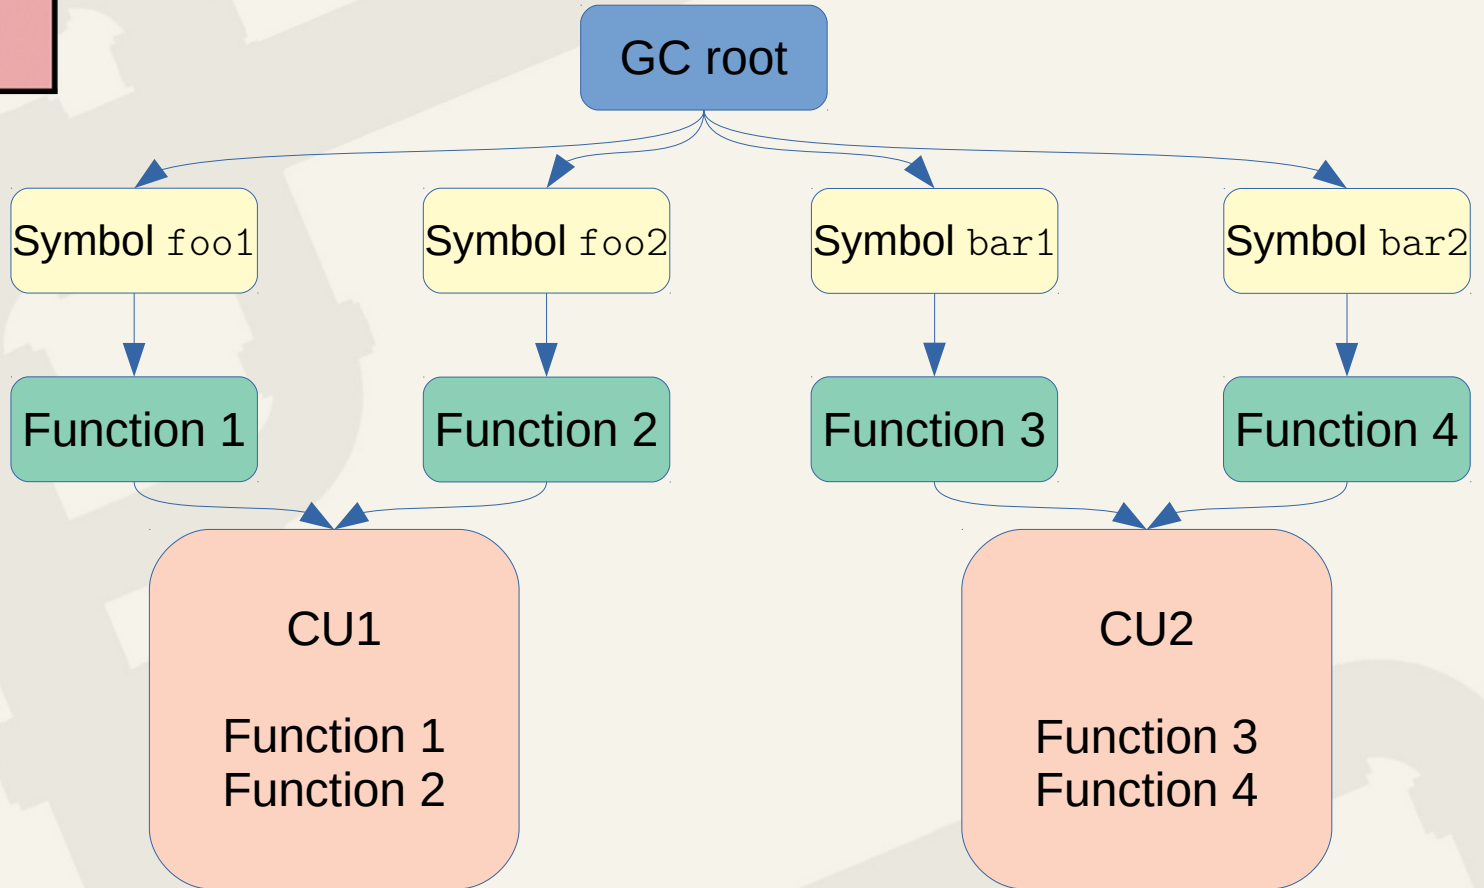 GC root
Symbol foo1
Symbol foo2
Symbol bar1
Symbol bar2
Function 1
Function 2
Function 3
Function 4
CU1
Function 1
Function 2
CU2
Function 3
Function 4